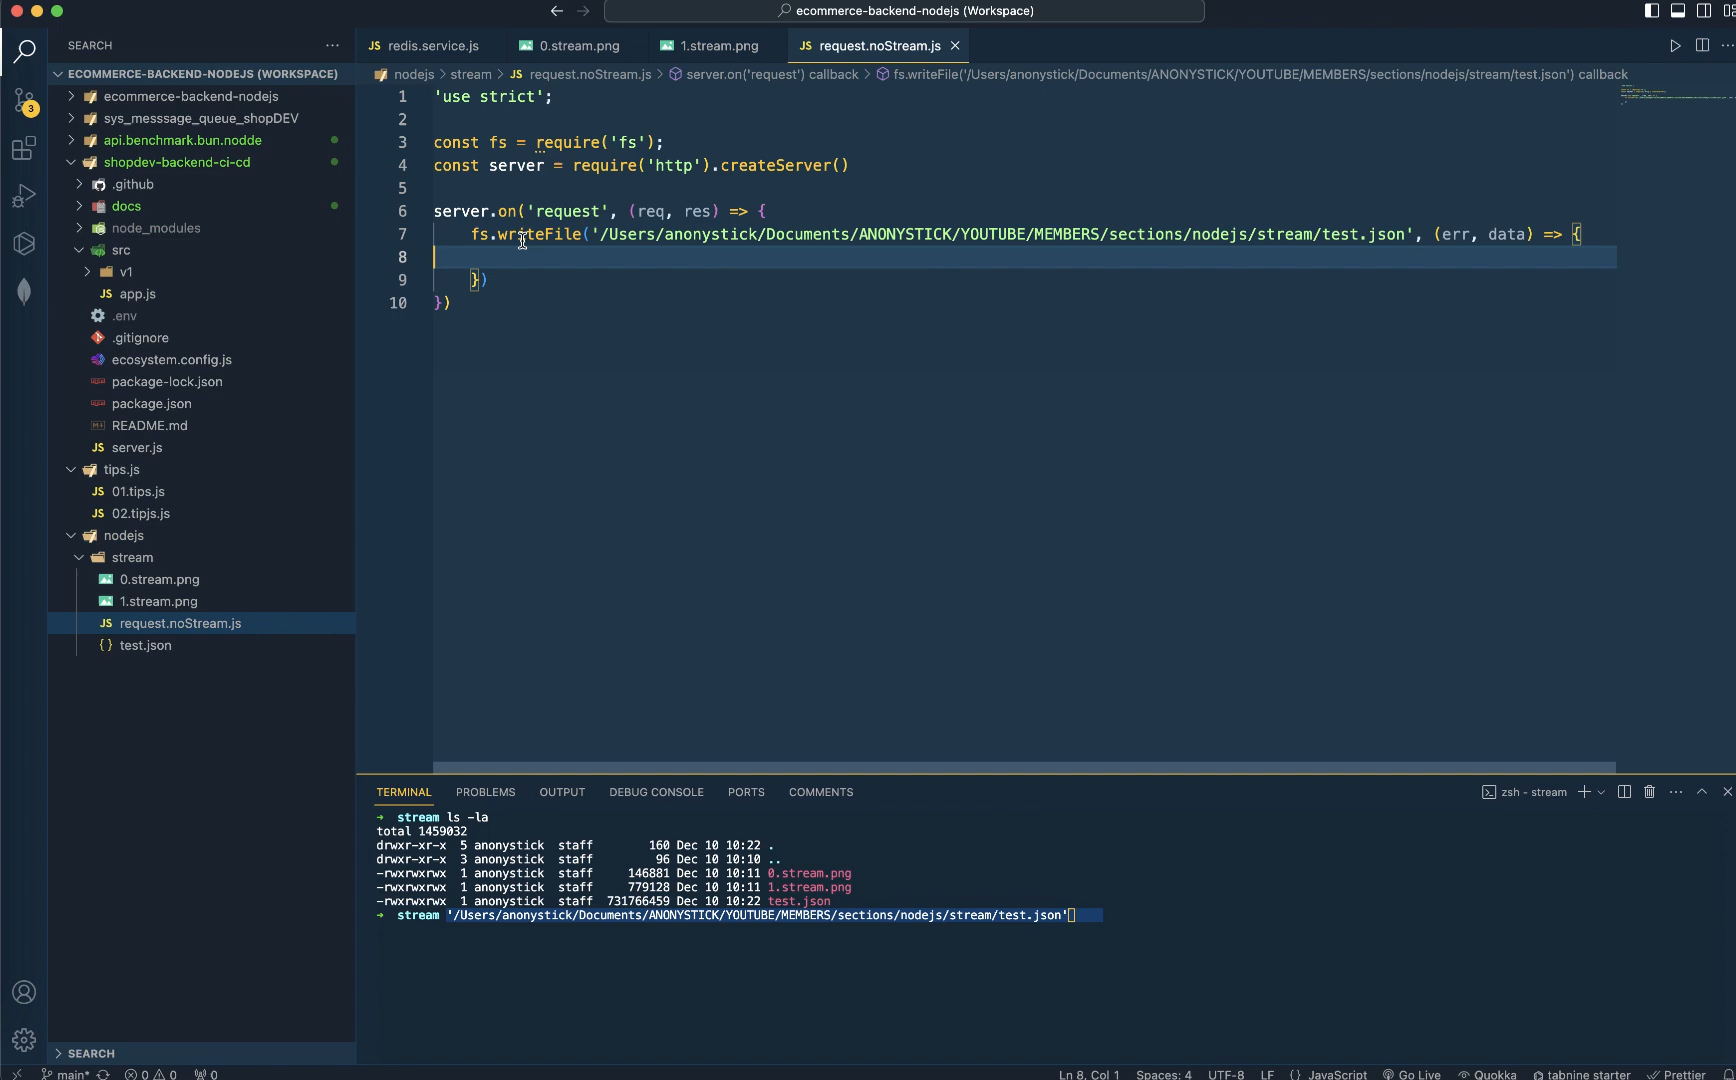 ecommerce-backend-nodejs (Workspace)
SEARCH
JS redis.service.js
0.stream.png
1.stream.png
JS request.noStream.js
ECOMMERCE-BACKEND-NODEJS (WORKSPACE)
nodejs > stream > JS request.noStream.js > server.on('request') callback > fs.writeFile('/Users/anonystick/Documents/ANONYSTICK/YOUTUBE/MEMBERS/sections/nodejs/stream/test.json') callback
ecommerce-backend-nodejs
sys_messsage_queue_shopDEV
api.benchmark.bun.nodde
shopdev-backend-ci-cd
.github
docs
node_modules
src
v1
JS app.js
.env
.gitignore
ecosystem.config.js
package-lock.json
package.json
README.md
JS server.js
tips.js
JS 01.tips.js
JS 02.tipjs.js
nodejs
stream
0.stream.png
1.stream.png
JS request.noStream.js
{} test.json
SEARCH
3
1 'use strict';
2
3 const fs = require('fs');
4 const server = require('http').createServer()
5
6 server.on('request', (req, res) => {
7 fs.writeFile('/Users/anonystick/Documents/ANONYSTICK/YOUTUBE/MEMBERS/sections/nodejs/stream/test.json', (err, data) => {
8
9 })
10 })
TERMINAL PROBLEMS OUTPUT DEBUG CONSOLE PORTS COMMENTS
zsh - stream
→ stream ls -la
total 1459032
drwxr-xr-x 5 anonystick staff 160 Dec 10 10:22 .
drwxr-xr-x 3 anonystick staff 96 Dec 10 10:10 ..
-rwxrwxrwx 1 anonystick staff 146881 Dec 10 10:11 0.stream.png
-rwxrwxrwx 1 anonystick staff 779128 Dec 10 10:11 1.stream.png
-rwxrwxrwx 1 anonystick staff 731766459 Dec 10 10:22 test.json
→ stream '/Users/anonystick/Documents/ANONYSTICK/YOUTUBE/MEMBERS/sections/nodejs/stream/test.json'
main* 0 0 0
Ln 8, Col 1 Spaces: 4 UTF-8 LF {} JavaScript Go Live Quokka tabnine starter Prettier